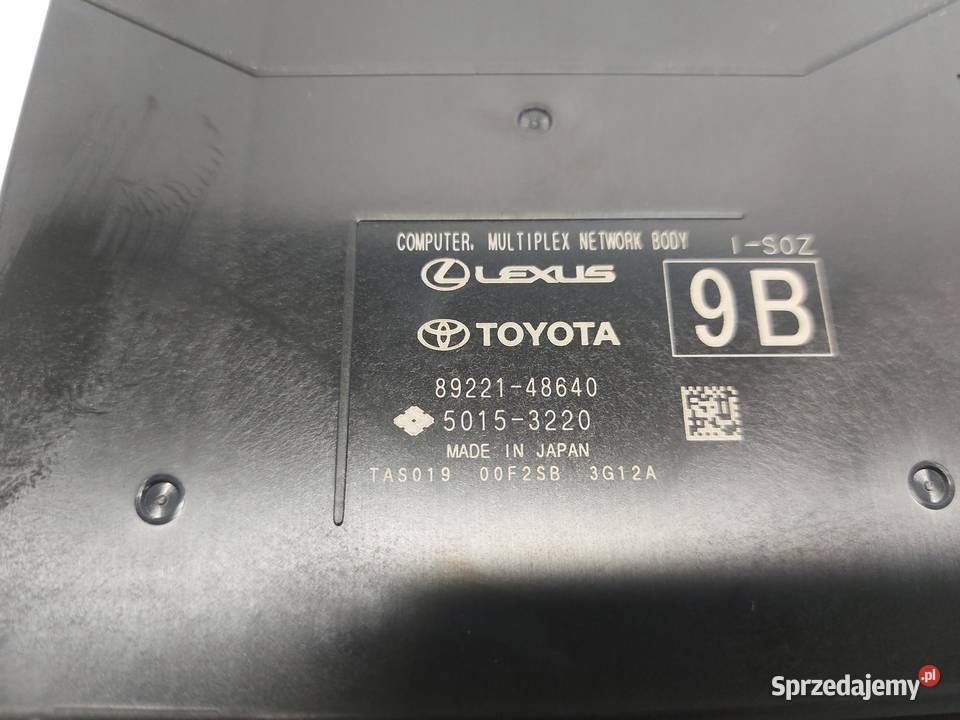 COMPUTER, MULTIPLEX NETWORK BODY
I-SOZ
LEXUS
9B
TOYOTA
89221-48640
5015-3220
MADE IN JAPAN
TAS019 00F2SB 3G12A
Sprzedajemy.pl